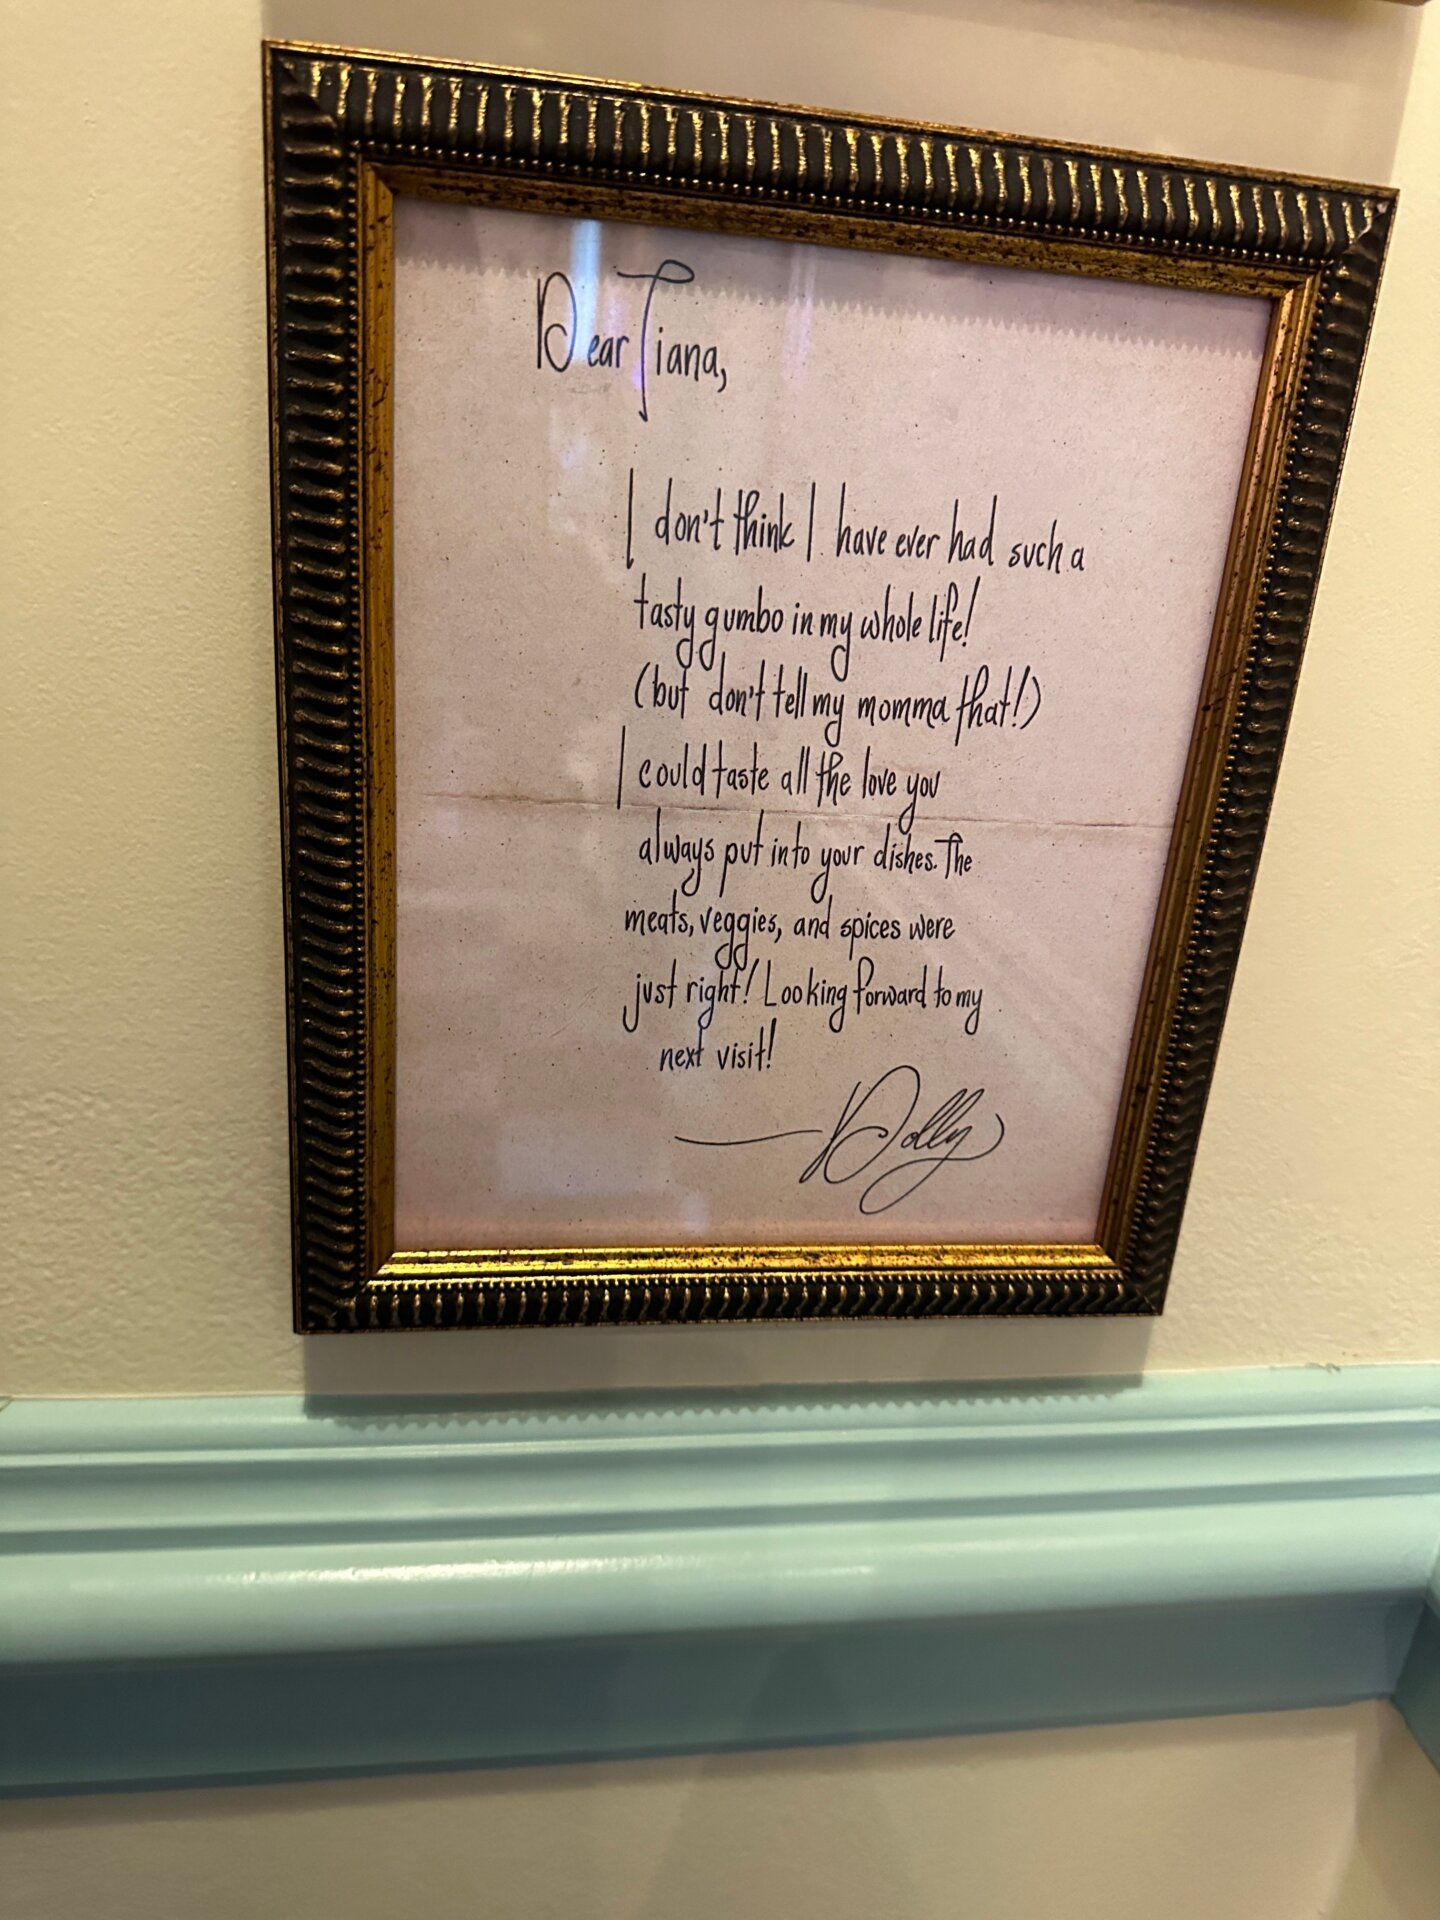 Dear Tiana,
I don't think I have ever had such a
tasty gumbo in my whole life!
(but don't tell my momma that!)
I could taste all the love you
always put into your dishes. The
meats, veggies, and spices were
just right! Looking forward to my
next visit!
—Dolly